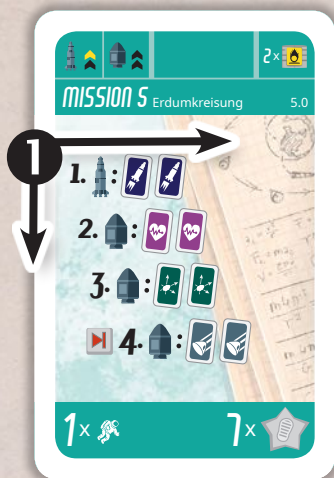 2x
MISSION 5 Erdumkreisung 5.0
1
1. :
2. :
3. :
4. :
1x 7x